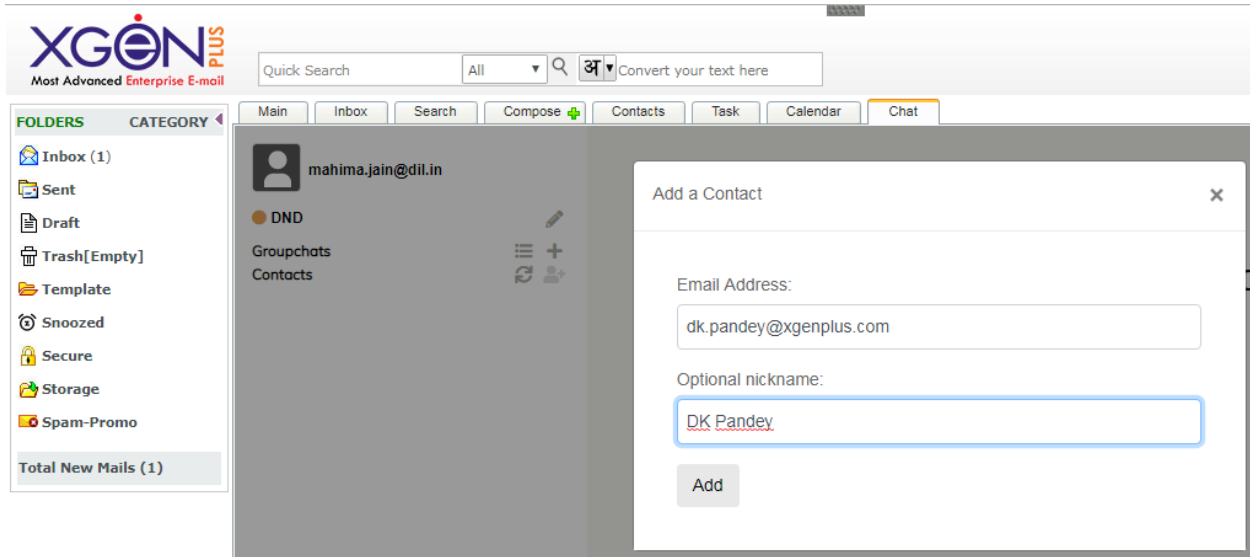 XGEN PLUS
Most Advanced Enterprise E-mail
Quick Search
All
अ
Convert your text here
FOLDERS CATEGORY
Inbox (1)
Sent
Draft
Trash[Empty]
Template
Snoozed
Secure
Storage
Spam-Promo
Total New Mails (1)
Main Inbox Search Compose Contacts Task Calendar Chat
mahima.jain@dil.in
DND
Groupchats
Contacts
Add a Contact
Email Address:
dk.pandey@xgenplus.com
Optional nickname:
DK Pandey
Add